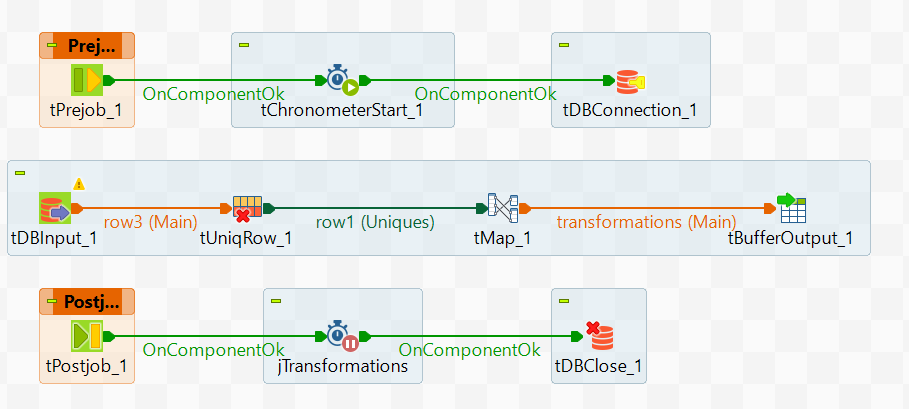 Prej...
OnComponentOk
OnComponentOk
tPrejob_1
tChronometerStart_1
tDBConnection_1
row3 (Main)
row1 (Uniques)
transformations (Main)
tDBInput_1
tUniqRow_1
tMap_1
tBufferOutput_1
Postj...
OnComponentOk
OnComponentOk
tPostjob_1
jTransformations
tDBClose_1